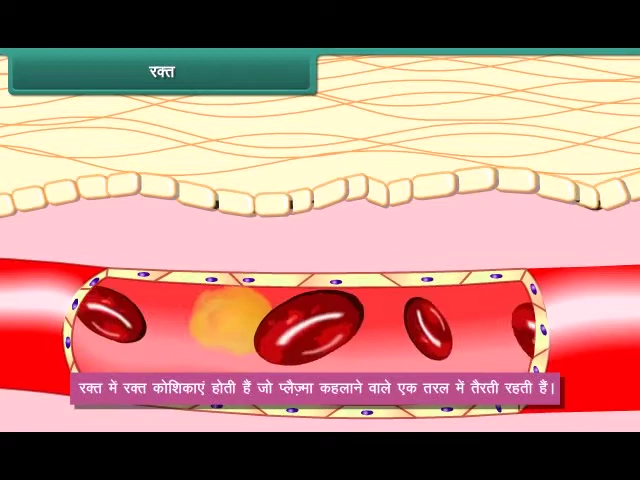 रक्त
रक्त में रक्त कोशिकाएं होती हैं जो प्लैज़्मा कहलाने वाले एक तरल में तैरती रहती हैं।